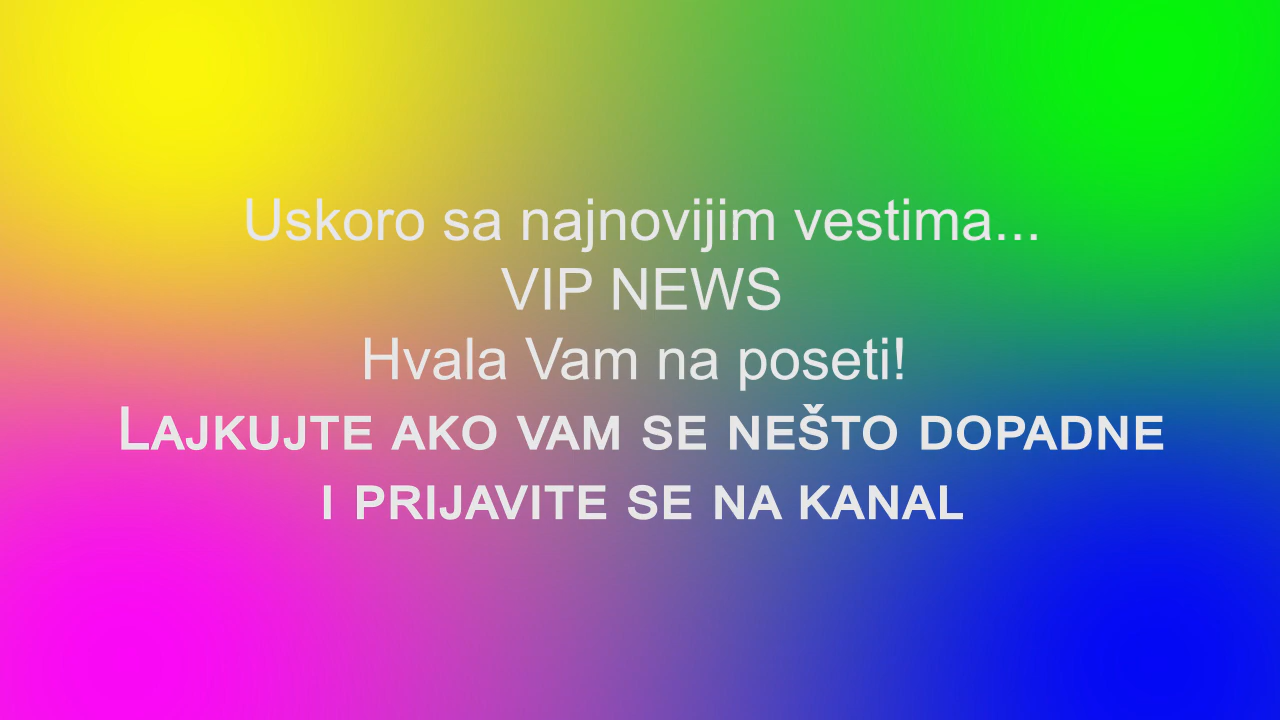 Uskoro sa najnovijim vestima...
VIP NEWS
Hvala Vam na poseti!
LAJKUJTE AKO VAM SE NEŠTO DOPADNE
I PRIJAVITE SE NA KANAL